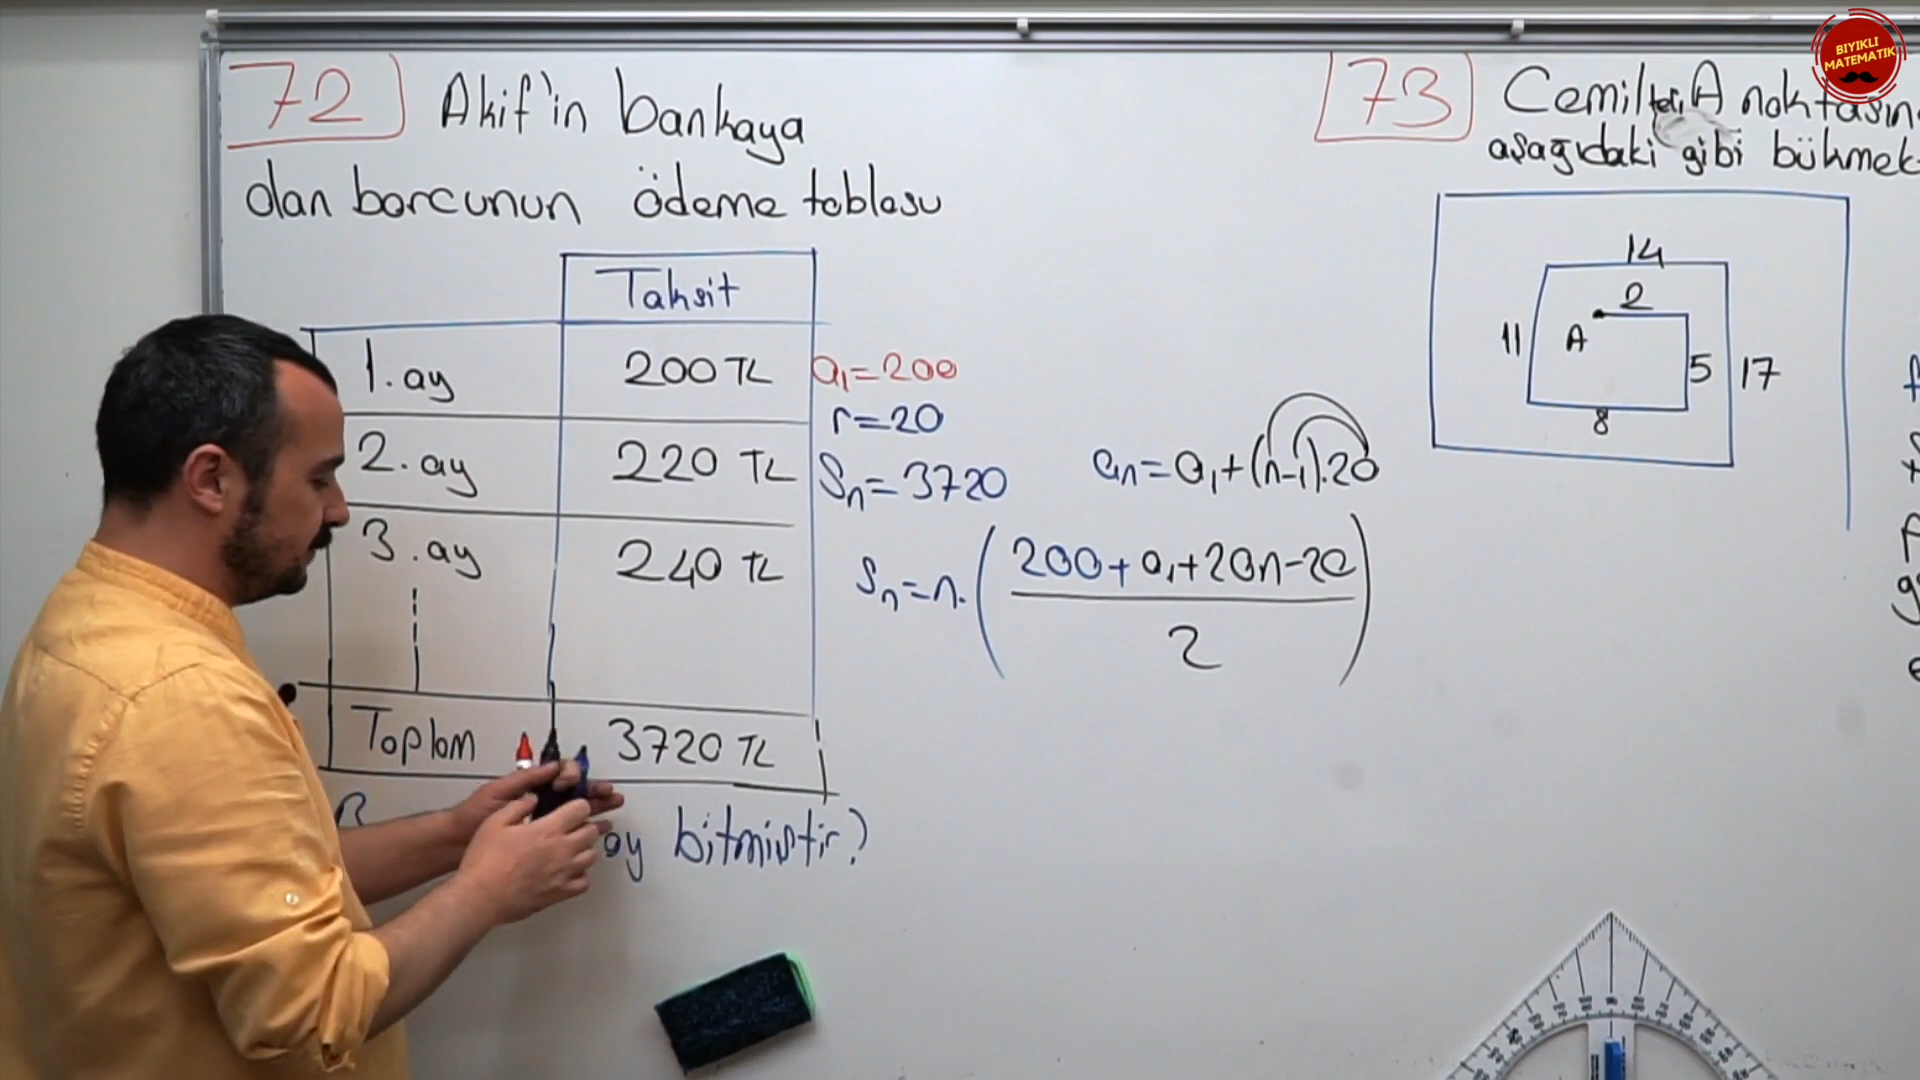 72 Akif'in bankaya
olan borcunun ödeme tablosu
Taksit
1. ay 200 TL
2. ay 220 TL
3. ay 240 TL
Toplam 3720 TL
ay bitmiştir?
a₁=200
r=20
Sₙ=3720
aₙ=a₁+(n-1).20
Sₙ=n.(200+a₁+20n-20
2)
73 Cemil A noktasın
aşağıdaki gibi bükmek
14
2
11 A 5 17
8
BIYIKLI
MATEMATİK